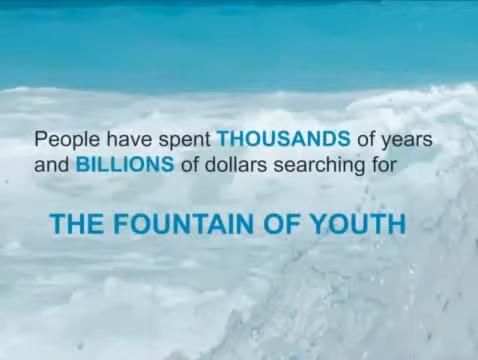 People have spent THOUSANDS of years
and BILLIONS of dollars searching for
THE FOUNTAIN OF YOUTH